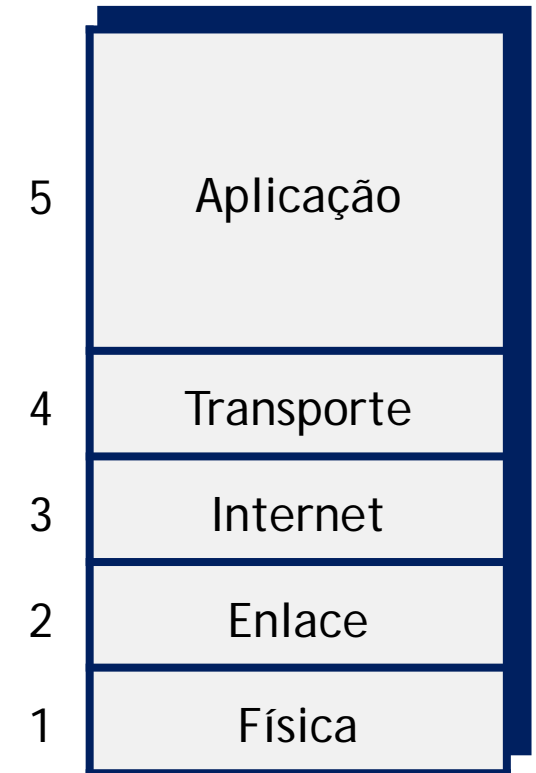 5 Aplicação
4 Transporte
3 Internet
2 Enlace
1 Física